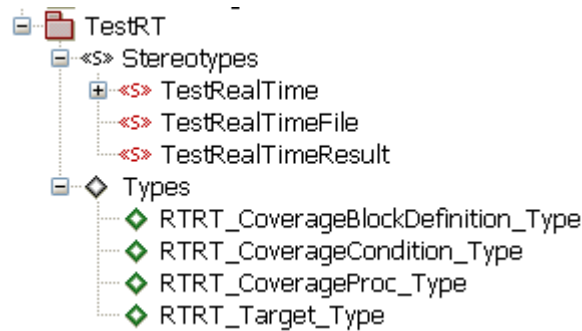 TestRT
«S» Stereotypes
«S» TestRealTime
«S» TestRealTimeFile
«S» TestRealTimeResult
Types
RTRT_CoverageBlockDefinition_Type
RTRT_CoverageCondition_Type
RTRT_CoverageProc_Type
RTRT_Target_Type